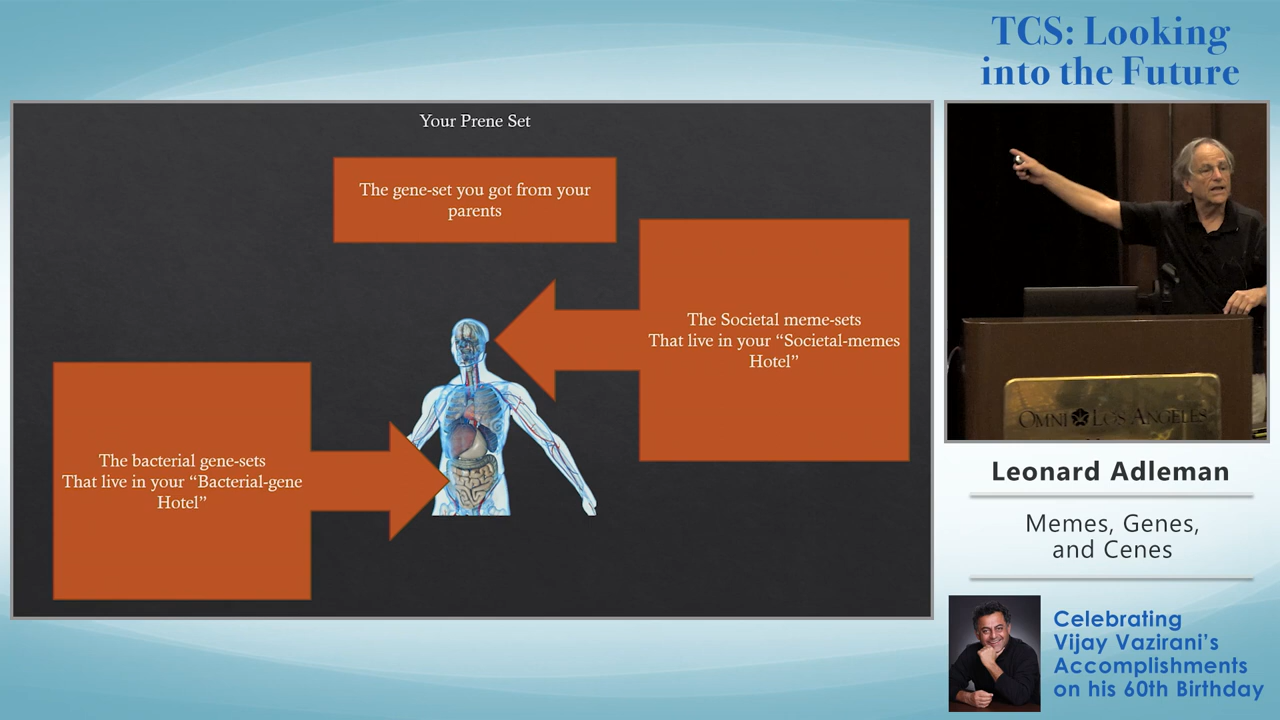 TCS: Looking
into the Future
Your Prene Set
The gene-set you got from your
parents
The Societal meme-sets
That live in your “Societal-memes
Hotel”
The bacterial gene-sets
That live in your “Bacterial-gene
Hotel”
OMNI LOS ANGELES
Leonard Adleman
Memes, Genes,
and Cenes
Celebrating
Vijay Vazirani’s
Accomplishments
on his 60th Birthday